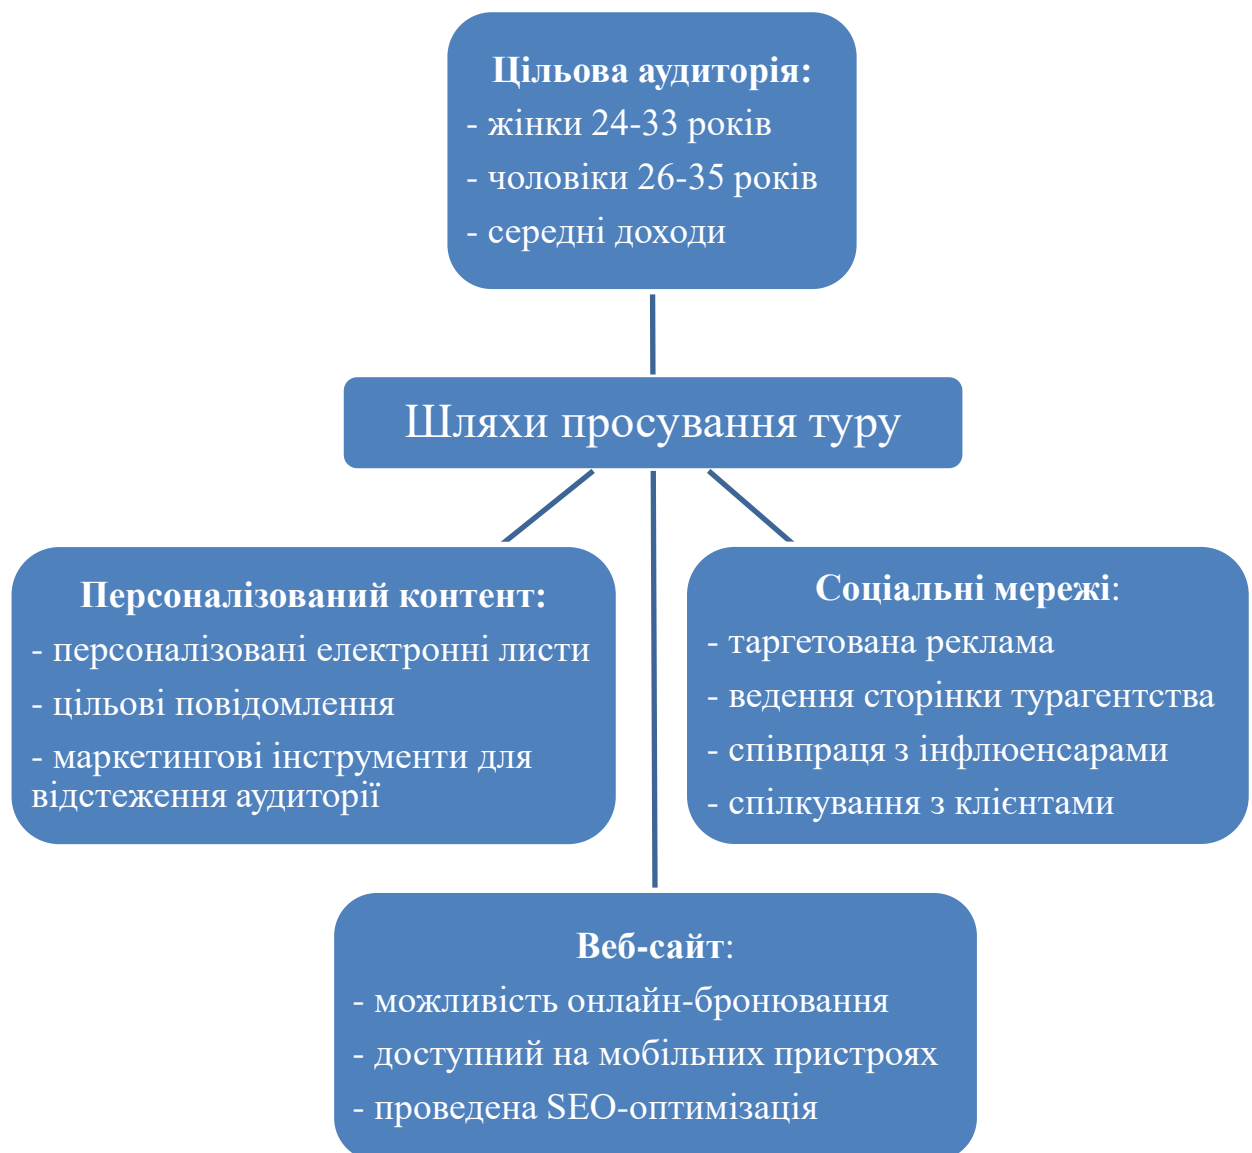 Цільова аудиторія:
- жінки 24-33 років
- чоловіки 26-35 років
- середні доходи
Шляхи просування туру
Персоналізований контент:
- персоналізовані електронні листи
- цільові повідомлення
- маркетингові інструменти для
відстеження аудиторії
Соціальні мережі:
- таргетована реклама
- ведення сторінки турагентства
- співпраця з інфлюенсарами
- спілкування з клієнтами
Веб-сайт:
- можливість онлайн-бронювання
- доступний на мобільних пристроях
- проведена SEO-оптимізація